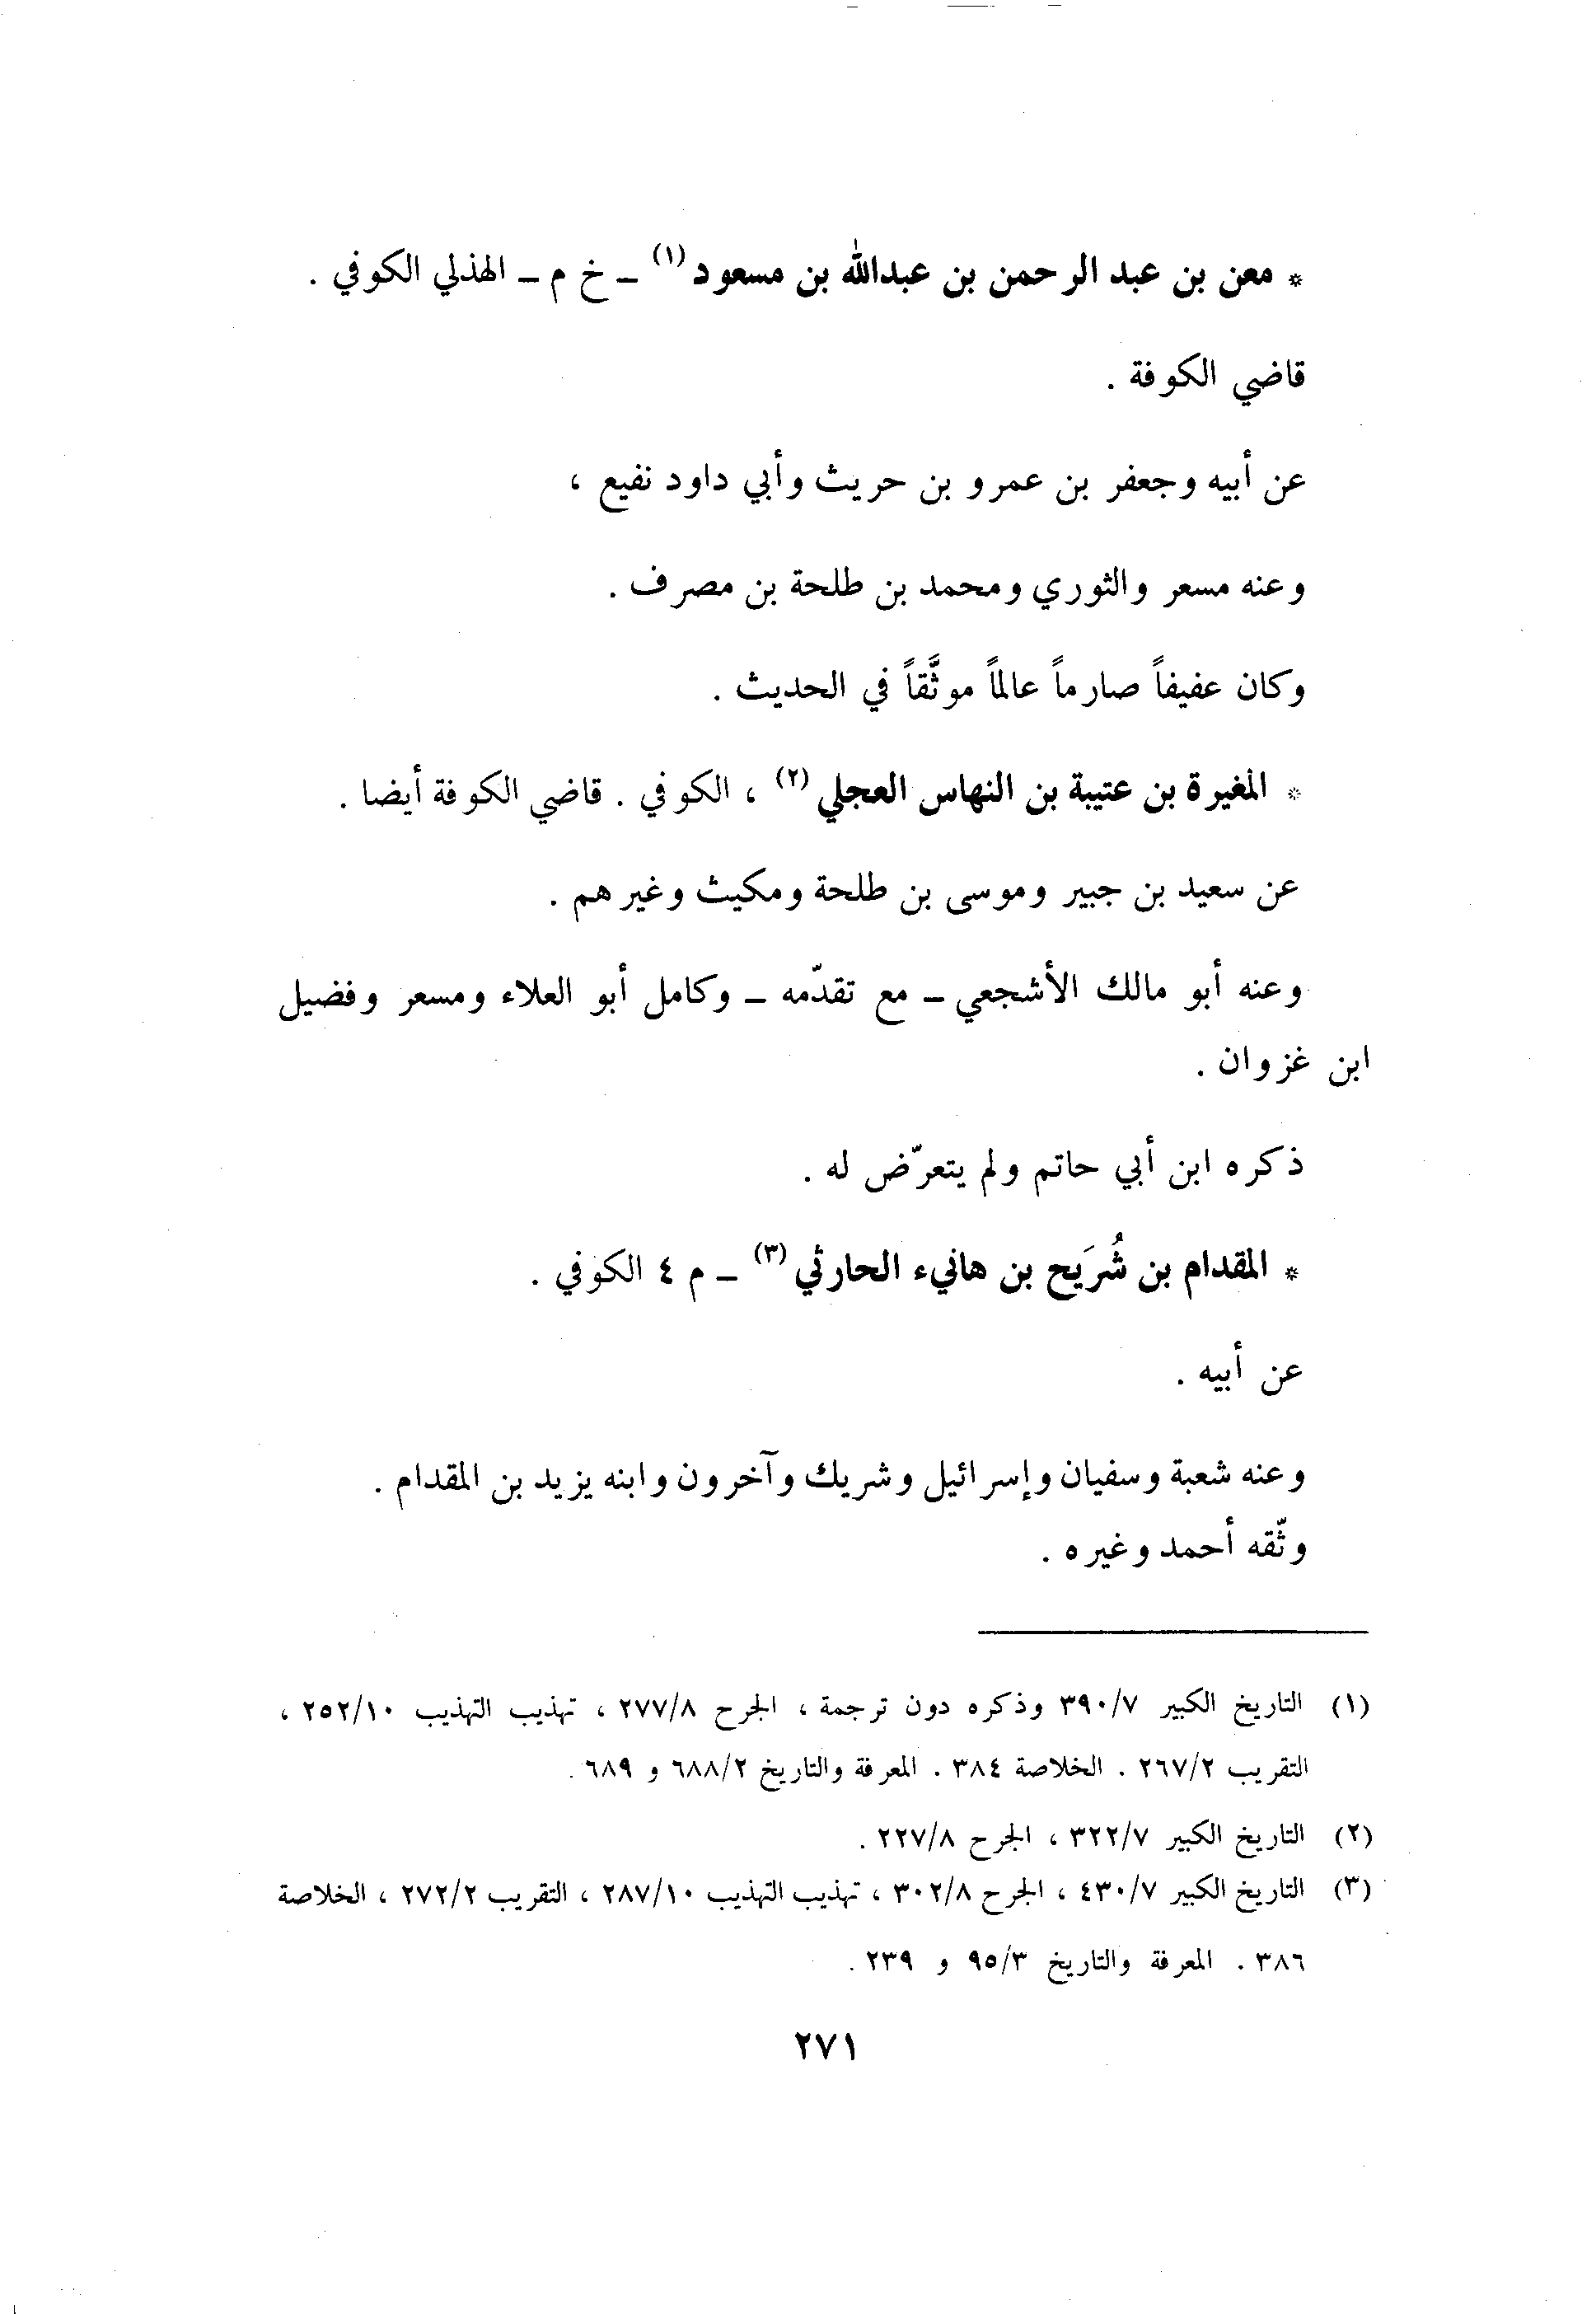 * معن بن عبد الرحمن بن عبدالله بن مسعود (١) ــ خ م ــ الهذلي الكوفي .
قاضي الكوفة .
عن أبيه وجعفر بن عمرو بن حريث وأبي داود نفيع ،
وعنه مسعر والثوري ومحمد بن طلحة بن مصرف .
وكان عفيفاً صارماً عالماً موثَّقاً في الحديث .
* المغيرة بن عتيبة بن النهاس العجلي (٢) ، الكوفي . قاضي الكوفة أيضا .
عن سعيد بن جبير وموسى بن طلحة ومكيث وغيرهم .
وعنه أبو مالك الأشجعي ــ مع تقدّمه ــ وكامل أبو العلاء ومسعر وفضيل
ابن غزوان .
ذكره ابن أبي حاتم ولم يتعرّض له .
* المقدام بن شُرَيح بن هانيء الحارثي (٣) ــ م ٤ الكوفي .
عن أبيه .
وعنه شعبة وسفيان وإسرائيل وشريك وآخرون وابنه يزيد بن المقدام .
وثّقه أحمد وغيره .
(١) التاريخ الكبير ٣٩٠/٧ وذكره دون ترجمة ، الجرح ٢٧٧/٨ ، تهذيب التهذيب ٢٥٢/١٠ ،
التقريب ٢٦٧/٢ . الخلاصة ٣٨٤ . المعرفة والتاريخ ٦٨٨/٢ و ٦٨٩ .
(٢) التاريخ الكبير ٣٢٢/٧ ، الجرح ٢٢٧/٨ .
(٣) التاريخ الكبير ٤٣٠/٧ ، الجرح ٣٠٢/٨ ، تهذيب التهذيب ٢٨٧/١٠ ، التقريب ٢٧٢/٢ ، الخلاصة
٣٨٦ . المعرفة والتاريخ ٩٥/٣ و ٢٣٩ .
٢٧١